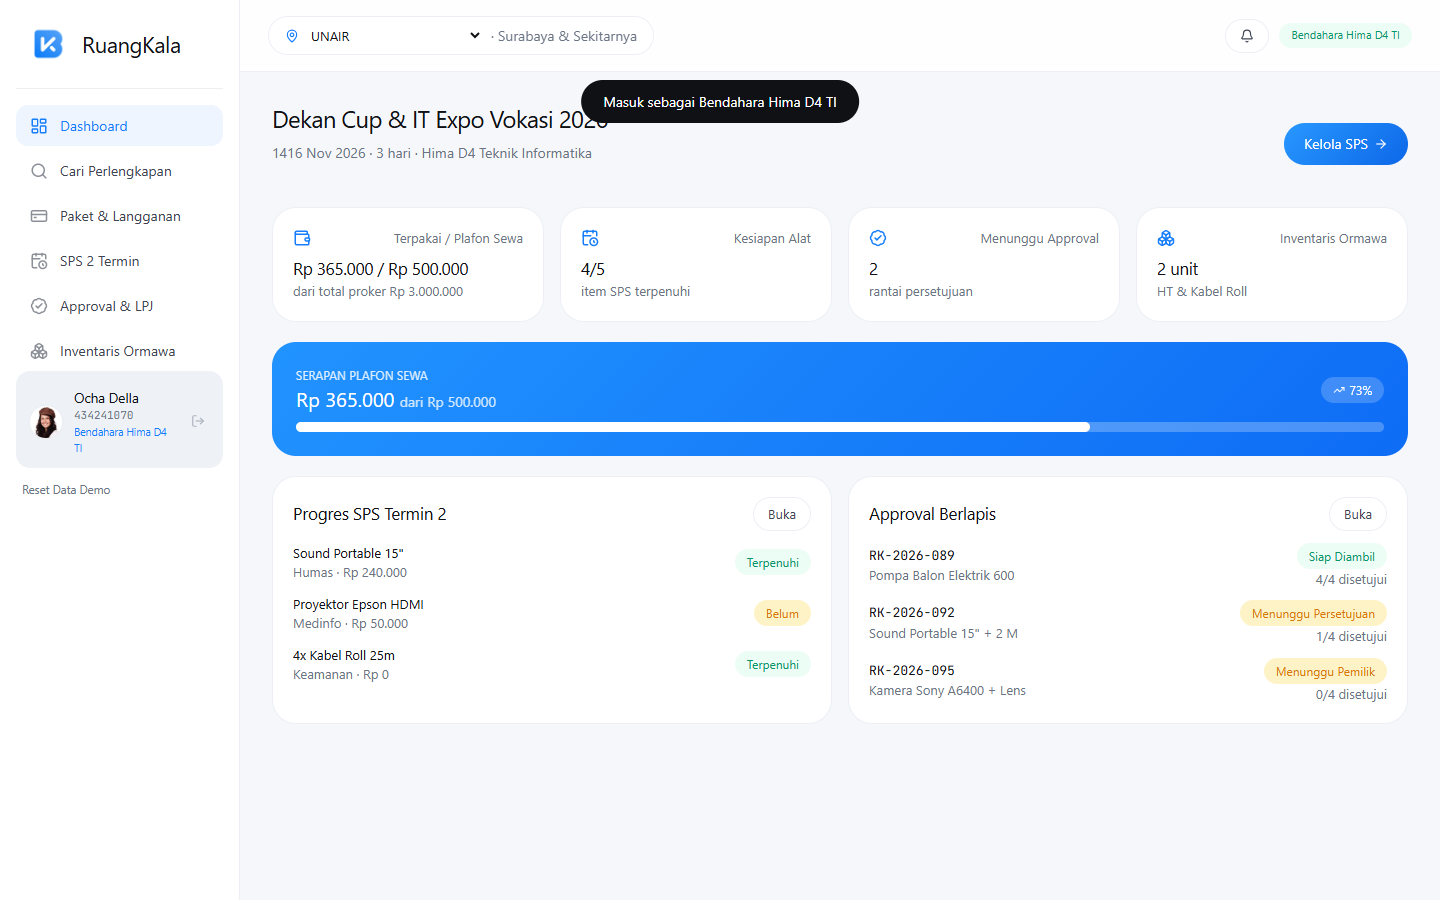 RuangKala
Dashboard
Cari Perlengkapan
Paket & Langganan
SPS 2 Termin
Approval & LPJ
Inventaris Ormawa
Ocha Della
434241070
Bendahara Hima D4
TI
Reset Data Demo
UNAIR
· Surabaya & Sekitarnya
Bendahara Hima D4 TI
Masuk sebagai Bendahara Hima D4 TI
Dekan Cup & IT Expo Vokasi 2026
1416 Nov 2026 · 3 hari · Hima D4 Teknik Informatika
Kelola SPS →
Terpakai / Plafon Sewa
Rp 365.000 / Rp 500.000
dari total proker Rp 3.000.000
Kesiapan Alat
4/5
item SPS terpenuhi
Menunggu Approval
2
rantai persetujuan
Inventaris Ormawa
2 unit
HT & Kabel Roll
SERAPAN PLAFON SEWA
Rp 365.000 dari Rp 500.000
73%
Progres SPS Termin 2
Buka
Sound Portable 15"
Humas · Rp 240.000
Terpenuhi
Proyektor Epson HDMI
Medinfo · Rp 50.000
Belum
4x Kabel Roll 25m
Keamanan · Rp 0
Terpenuhi
Approval Berlapis
Buka
RK-2026-089
Pompa Balon Elektrik 600
Siap Diambil
4/4 disetujui
RK-2026-092
Sound Portable 15" + 2 M
Menunggu Persetujuan
1/4 disetujui
RK-2026-095
Kamera Sony A6400 + Lens
Menunggu Pemilik
0/4 disetujui